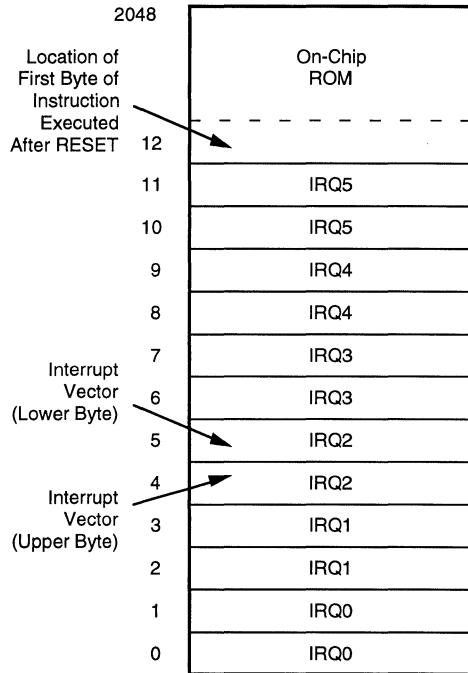 2048
Location of
First Byte of
Instruction
Executed
After RESET
12
On-Chip
ROM
11 IRQ5
10 IRQ5
9 IRQ4
8 IRQ4
7 IRQ3
Interrupt
Vector
(Lower Byte)
6 IRQ3
5 IRQ2
4 IRQ2
Interrupt
Vector
(Upper Byte)
3 IRQ1
2 IRQ1
1 IRQ0
0 IRQ0